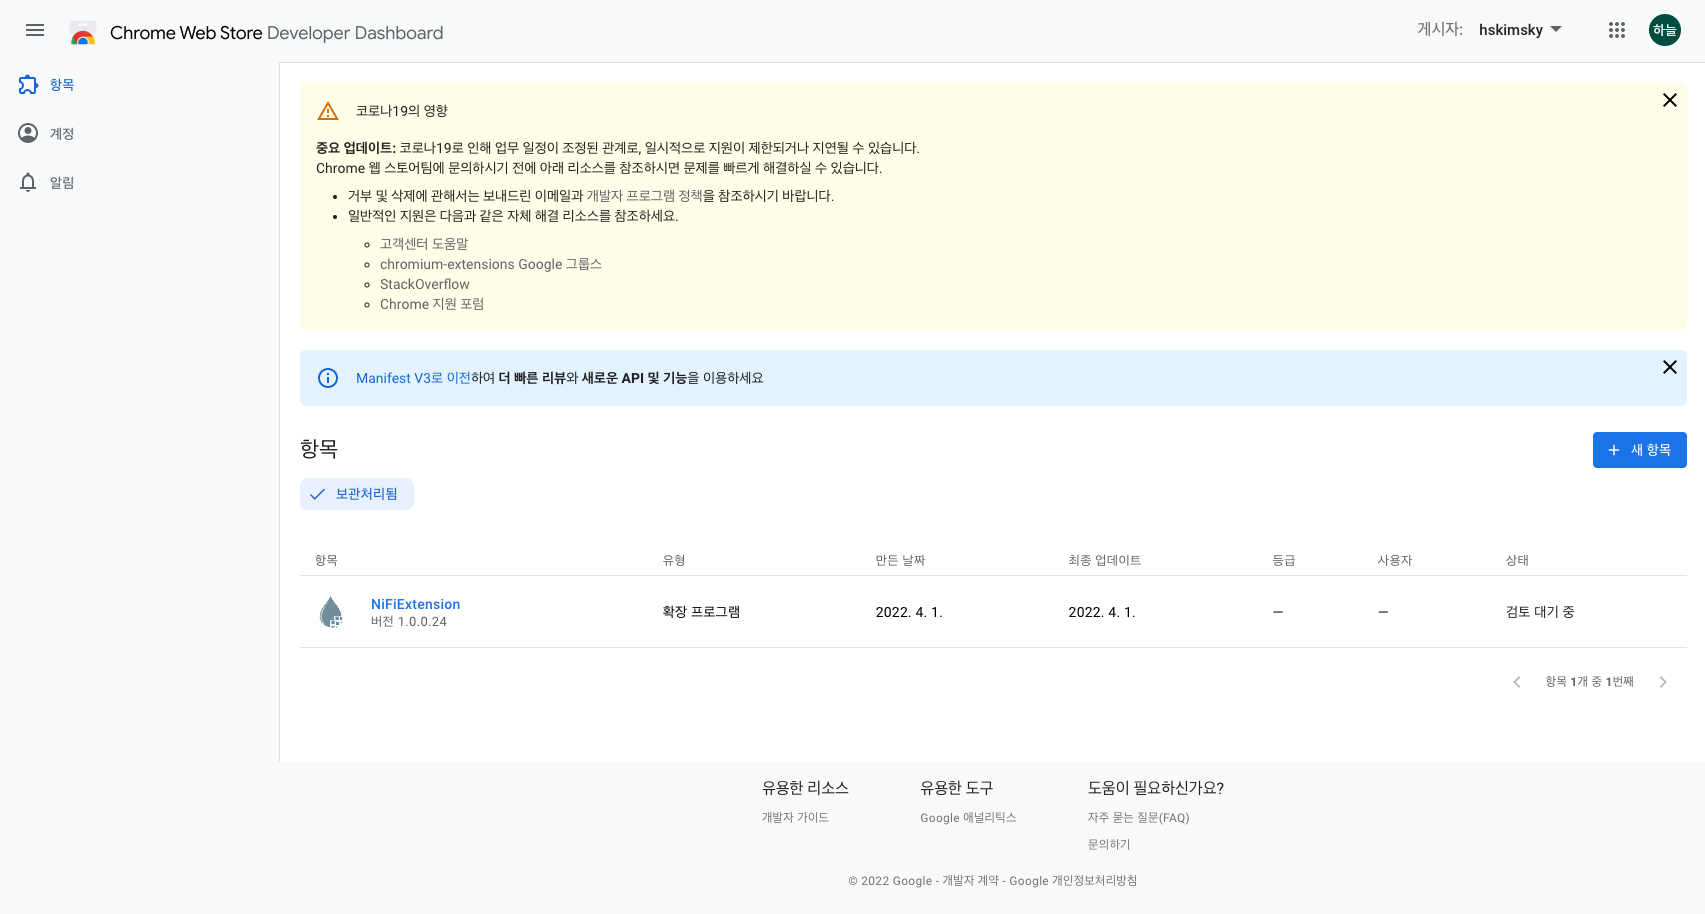 Chrome Web Store Developer Dashboard
게시자: hskimsky
하늘
항목
계정
알림
코로나19의 영향
중요 업데이트: 코로나19로 인해 업무 일정이 조정된 관계로, 일시적으로 지원이 제한되거나 지연될 수 있습니다.
Chrome 웹 스토어팀에 문의하시기 전에 아래 리소스를 참조하시면 문제를 빠르게 해결하실 수 있습니다.
거부 및 삭제에 관해서는 보내드린 이메일과 개발자 프로그램 정책을 참조하시기 바랍니다.
일반적인 지원은 다음과 같은 자체 해결 리소스를 참조하세요.
고객센터 도움말
chromium-extensions Google 그룹스
StackOverflow
Chrome 지원 포럼
Manifest V3로 이전하여 더 빠른 리뷰와 새로운 API 및 기능을 이용하세요
항목
새 항목
보관처리됨
항목 유형 만든 날짜 최종 업데이트 등급 사용자 상태
NiFiExtension
버전 1.0.0.24
확장 프로그램 2022. 4. 1. 2022. 4. 1. – – 검토 대기 중
항목 1개 중 1번째
유용한 리소스 유용한 도구 도움이 필요하신가요?
개발자 가이드 Google 애널리틱스 자주 묻는 질문(FAQ)
문의하기
© 2022 Google - 개발자 계약 - Google 개인정보처리방침